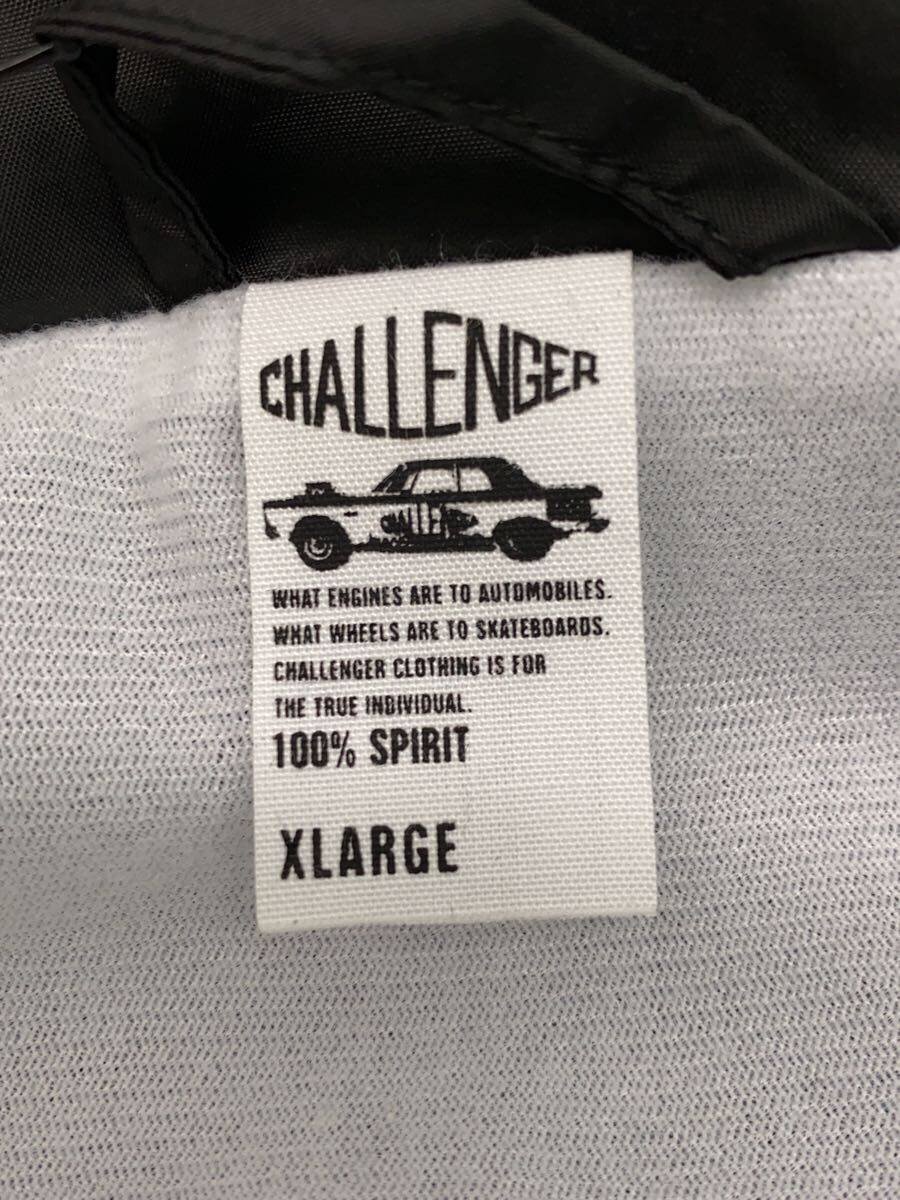 CHALLENGER
WHAT ENGINES ARE TO AUTOMOBILES.
WHAT WHEELS ARE TO SKATEBOARDS.
CHALLENGER CLOTHING IS FOR
THE TRUE INDIVIDUAL.
100% SPIRIT
XLARGE